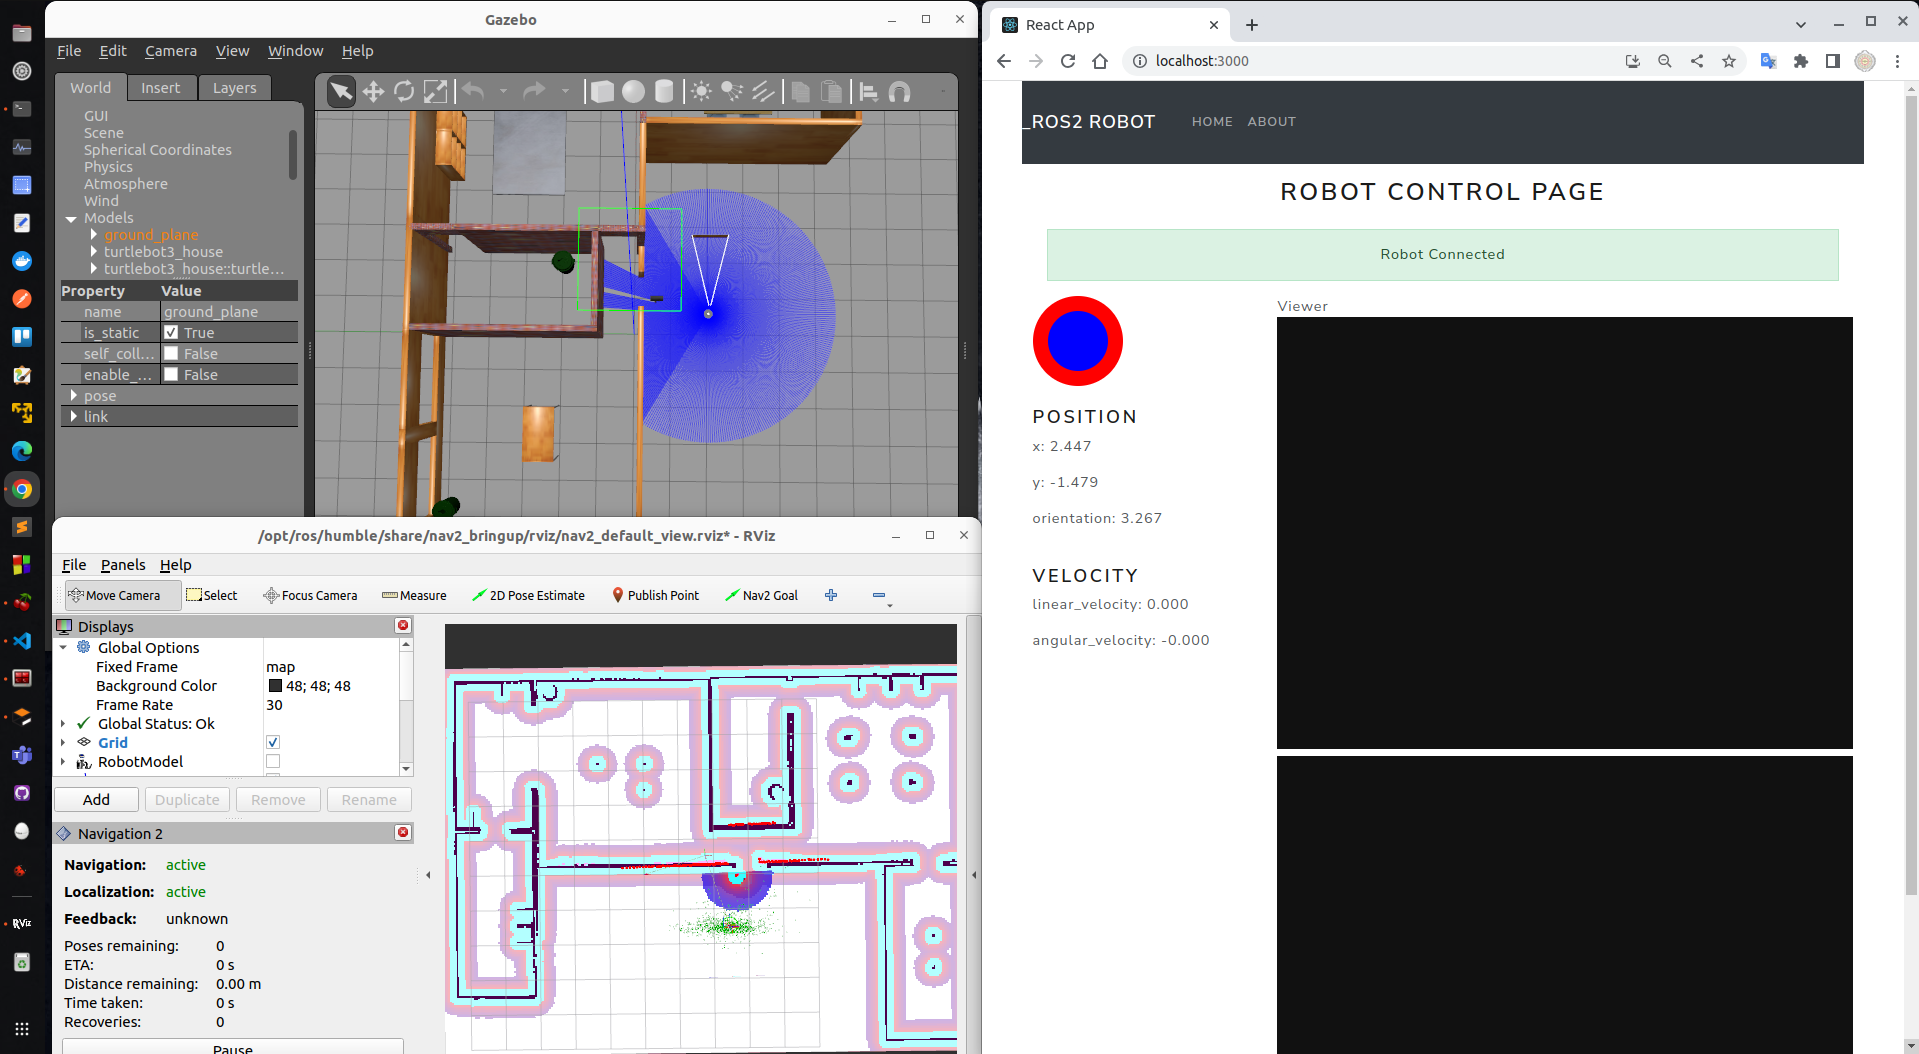 Gazebo
File Edit Camera View Window Help
World Insert Layers
GUI
Scene
Spherical Coordinates
Physics
Atmosphere
Wind
Models
ground_plane
turtlebot3_house
turtlebot3_house::turtle...
Property Value
name ground_plane
is_static True
self_coll... False
enable_... False
pose
link
/opt/ros/humble/share/nav2_bringup/rviz/nav2_default_view.rviz* - RViz
File Panels Help
Move Camera Select Focus Camera Measure 2D Pose Estimate Publish Point Nav2 Goal
Displays
Global Options
Fixed Frame map
Background Color 48; 48; 48
Frame Rate 30
Global Status: Ok
Grid
RobotModel
Add Duplicate Remove Rename
Navigation 2
Navigation: active
Localization: active
Feedback: unknown
Poses remaining: 0
ETA: 0 s
Distance remaining: 0.00 m
Time taken: 0 s
Recoveries: 0
Pause
RViz
React App
localhost:3000
_ROS2 ROBOT HOME ABOUT
ROBOT CONTROL PAGE
Robot Connected
Viewer
POSITION
x: 2.447
y: -1.479
orientation: 3.267
VELOCITY
linear_velocity: 0.000
angular_velocity: -0.000